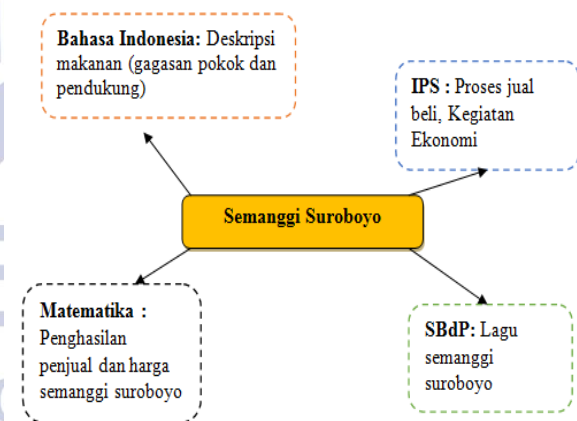 Bahasa Indonesia: Deskripsi
makanan (gagasan pokok dan
pendukung)
IPS : Proses jual
beli, Kegiatan
Ekonomi
Semanggi Suroboyo
Matematika :
Penghasilan
penjual dan harga
semanggi suroboyo
SBdP: Lagu
semanggi
suroboyo